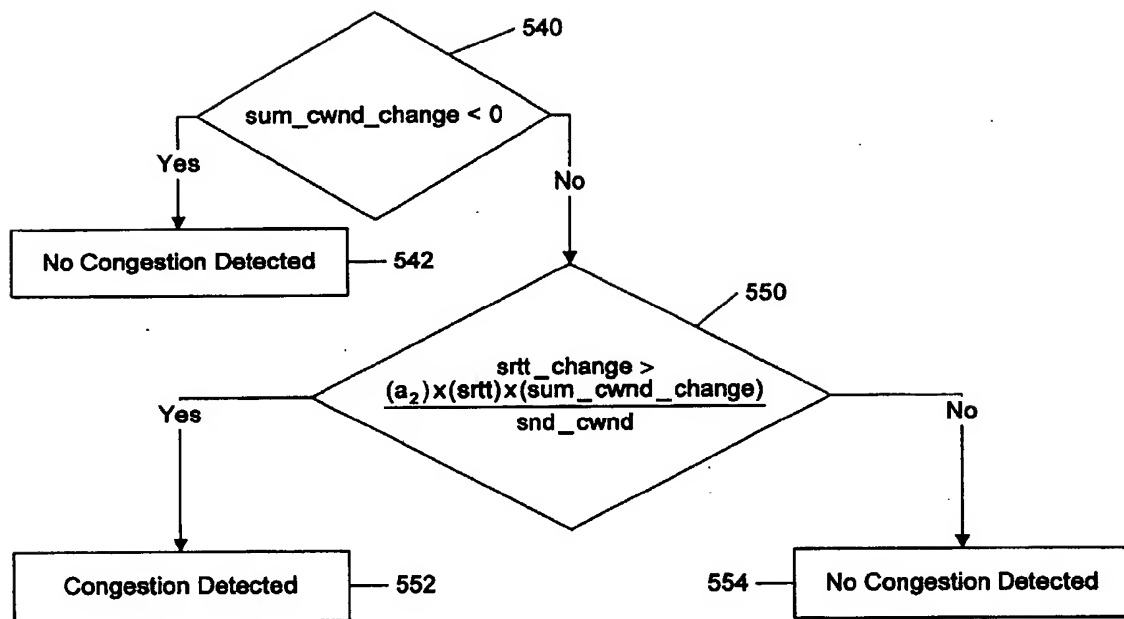 540
sum_cwnd_change < 0
Yes
No
No Congestion Detected
542
550
srtt_change >
(a₂)x(srtt)x(sum_cwnd_change)
snd_cwnd
Yes
No
Congestion Detected
552
554
No Congestion Detected